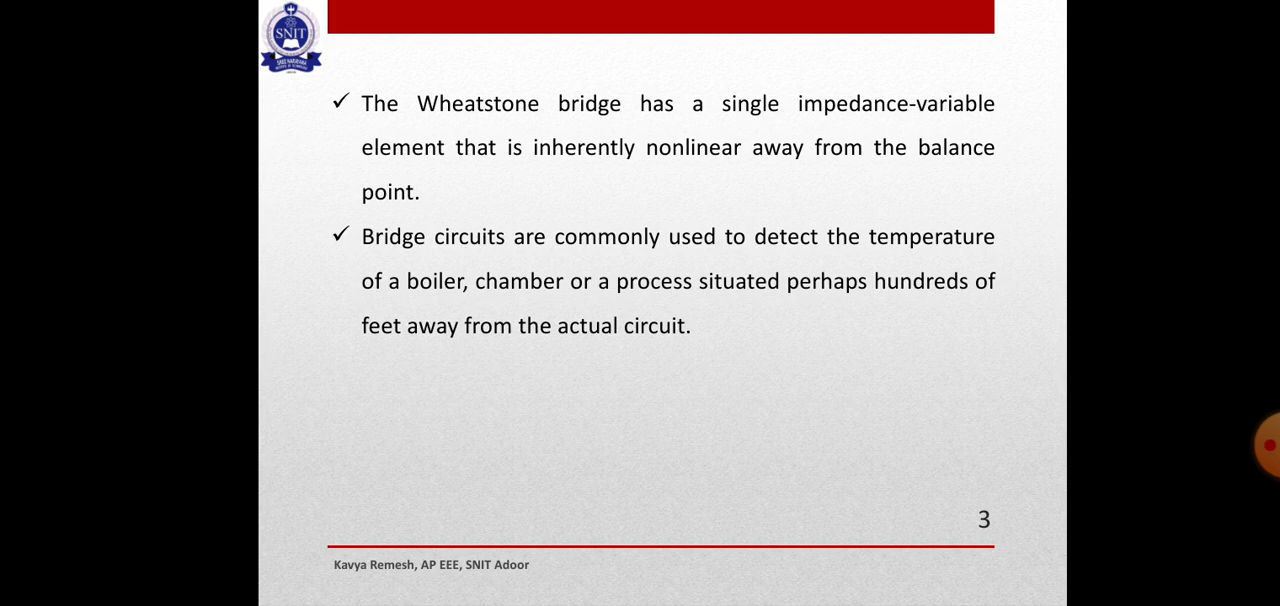 SNIT
✓ The Wheatstone bridge has a single impedance-variable
element that is inherently nonlinear away from the balance
point.
✓ Bridge circuits are commonly used to detect the temperature
of a boiler, chamber or a process situated perhaps hundreds of
feet away from the actual circuit.
3
Kavya Remesh, AP EEE, SNIT Adoor